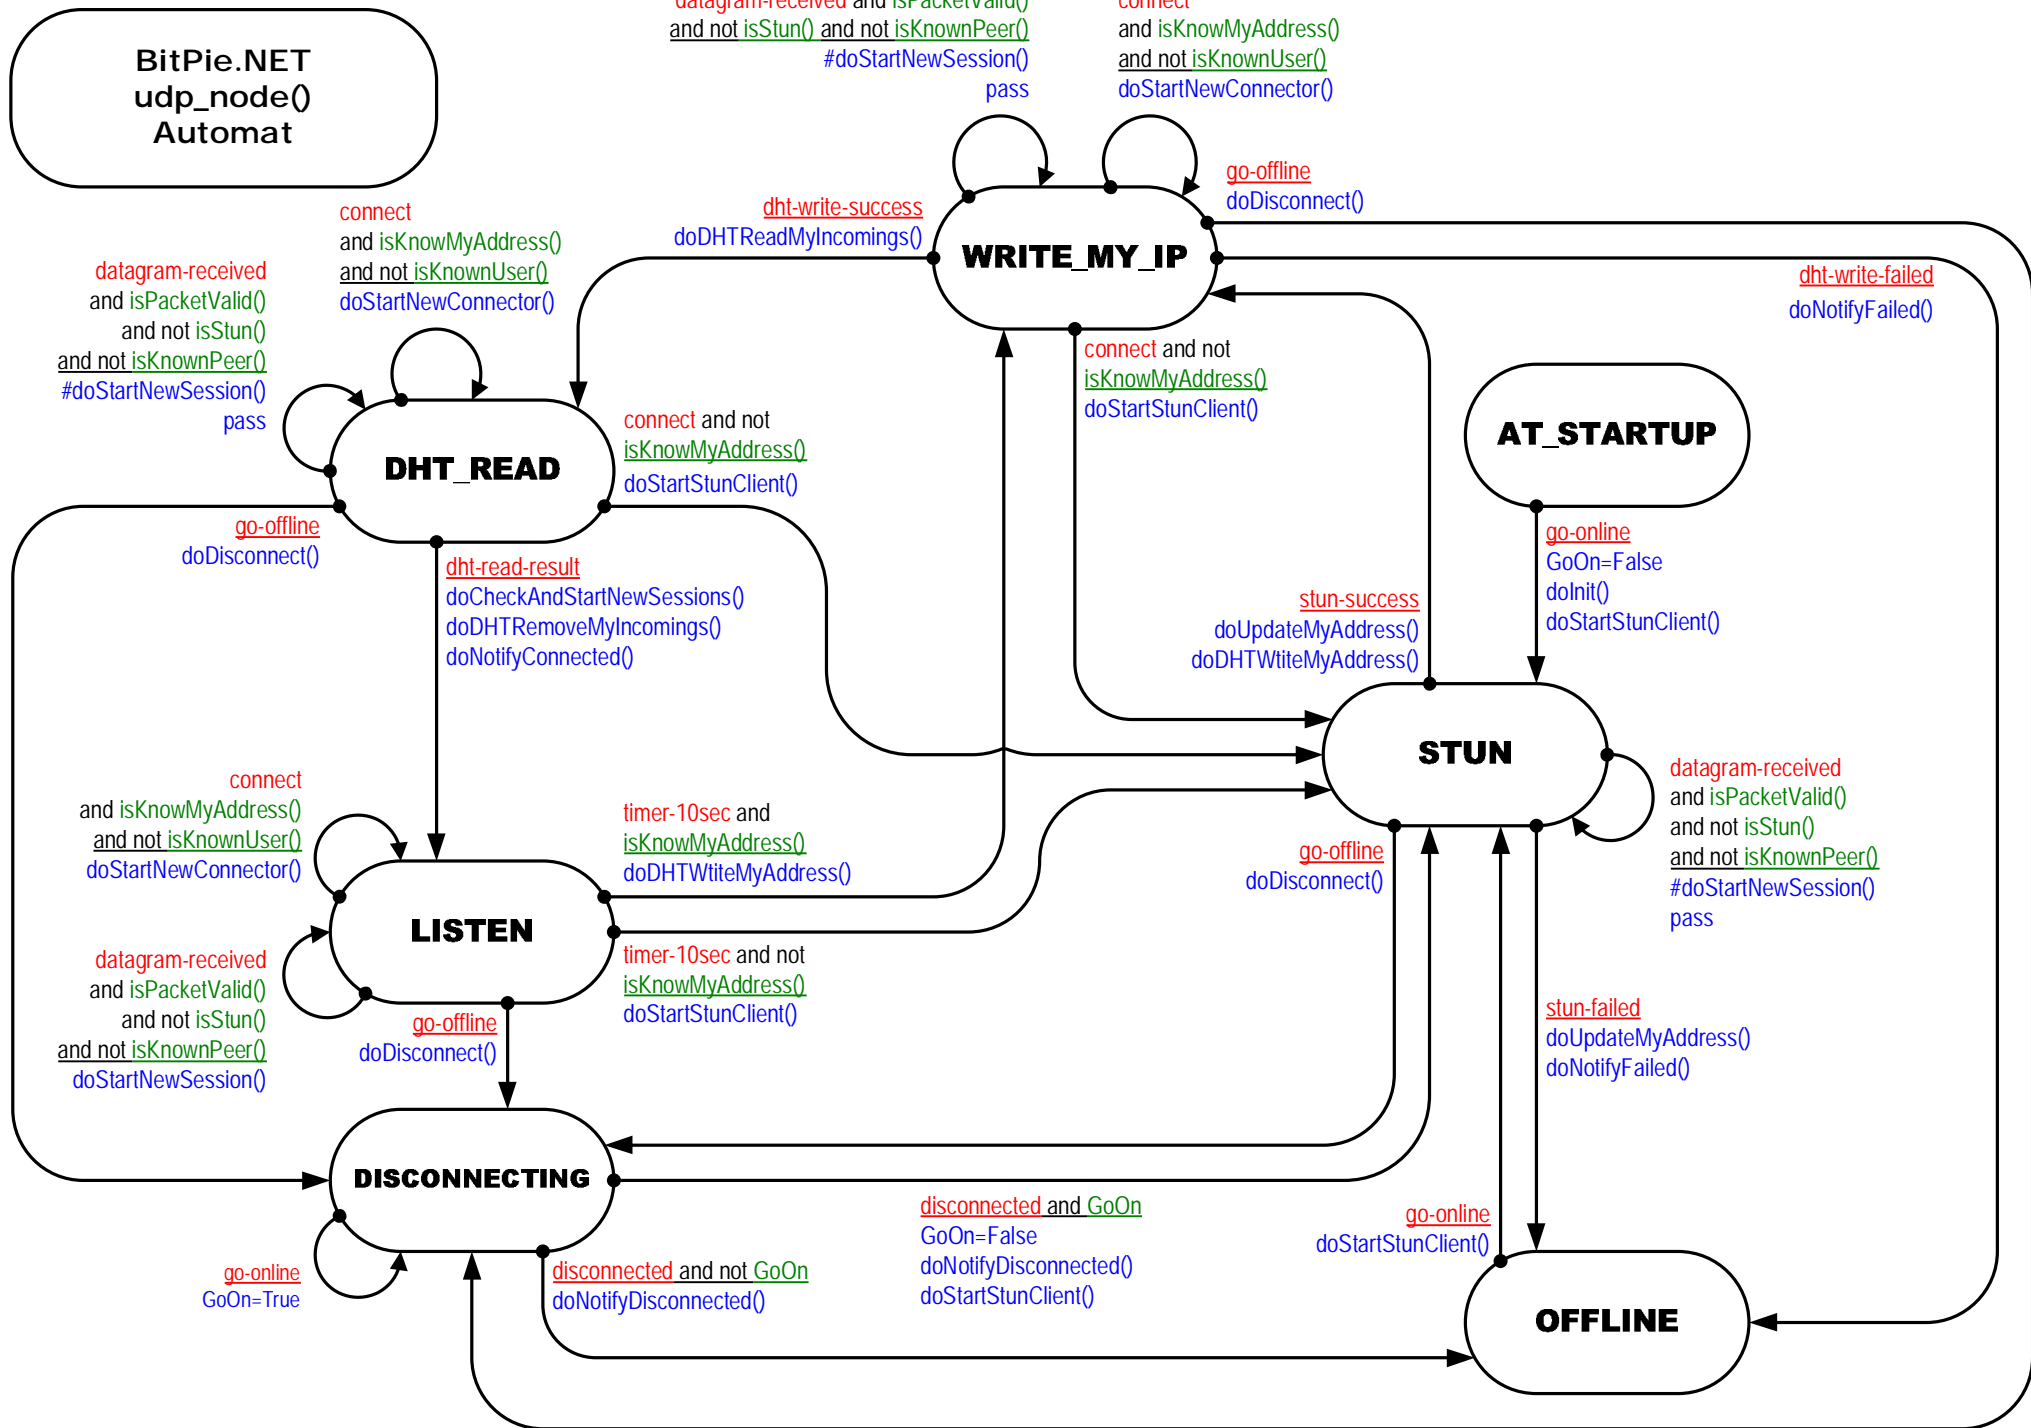 BitPie.NET
udp_node()
Automat
datagram-received and isPacketValid()
and not isStun() and not isKnownPeer()
#doStartNewSession()
pass
connect
and isKnowMyAddress()
and not isKnownUser()
doStartNewConnector()
go-offline
doDisconnect()
dht-write-success
doDHTReadMyIncomings()
WRITE_MY_IP
dht-write-failed
doNotifyFailed()
connect
and isKnowMyAddress()
and not isKnownUser()
doStartNewConnector()
datagram-received
and isPacketValid()
and not isStun()
and not isKnownPeer()
#doStartNewSession()
pass
connect and not
isKnowMyAddress()
doStartStunClient()
AT_STARTUP
DHT_READ
connect and not
isKnowMyAddress()
doStartStunClient()
go-offline
doDisconnect()
dht-read-result
doCheckAndStartNewSessions()
doDHTRemoveMyIncomings()
doNotifyConnected()
go-online
GoOn=False
doInit()
doStartStunClient()
stun-success
doUpdateMyAddress()
doDHTWtiteMyAddress()
STUN
datagram-received
and isPacketValid()
and not isStun()
and not isKnownPeer()
#doStartNewSession()
pass
connect
and isKnowMyAddress()
and not isKnownUser()
doStartNewConnector()
timer-10sec and
isKnowMyAddress()
doDHTWtiteMyAddress()
go-offline
doDisconnect()
LISTEN
timer-10sec and not
isKnowMyAddress()
doStartStunClient()
datagram-received
and isPacketValid()
and not isStun()
and not isKnownPeer()
doStartNewSession()
go-offline
doDisconnect()
stun-failed
doUpdateMyAddress()
doNotifyFailed()
DISCONNECTING
disconnected and GoOn
GoOn=False
doNotifyDisconnected()
doStartStunClient()
go-online
doStartStunClient()
go-online
GoOn=True
disconnected and not GoOn
doNotifyDisconnected()
OFFLINE